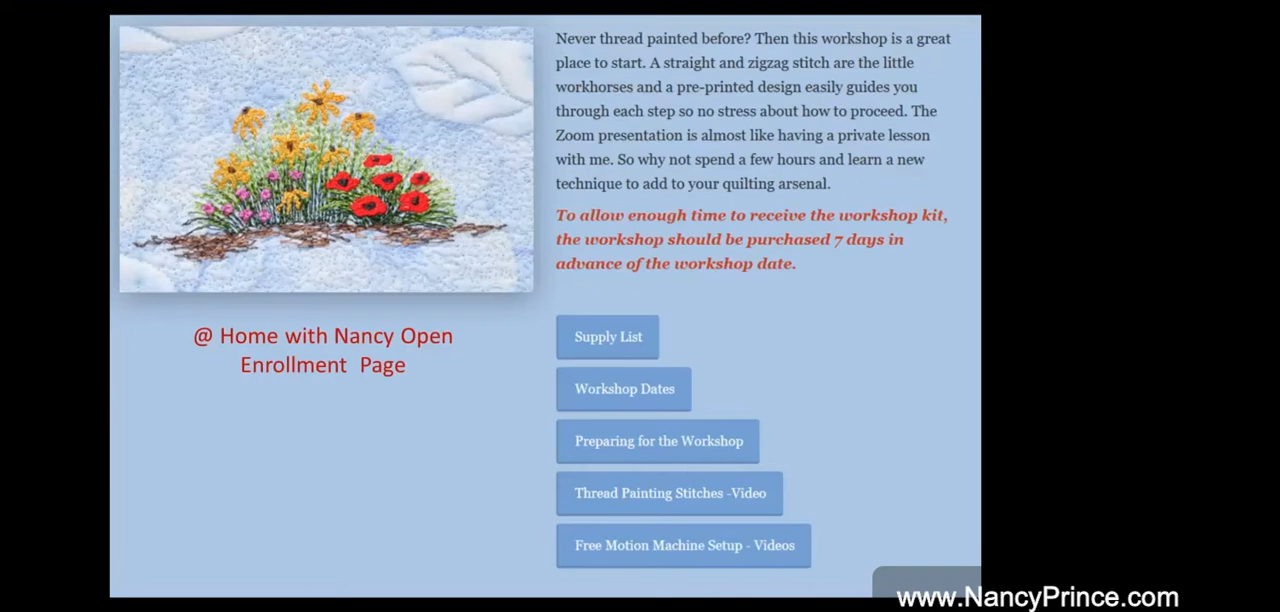 Never thread painted before? Then this workshop is a great
place to start. A straight and zigzag stitch are the little
workhorses and a pre-printed design easily guides you
through each step so no stress about how to proceed. The
Zoom presentation is almost like having a private lesson
with me. So why not spend a few hours and learn a new
technique to add to your quilting arsenal.
To allow enough time to receive the workshop kit,
the workshop should be purchased 7 days in
advance of the workshop date.
@ Home with Nancy Open
Enrollment Page
Supply List
Workshop Dates
Preparing for the Workshop
Thread Painting Stitches -Video
Free Motion Machine Setup - Videos
www.NancyPrince.com